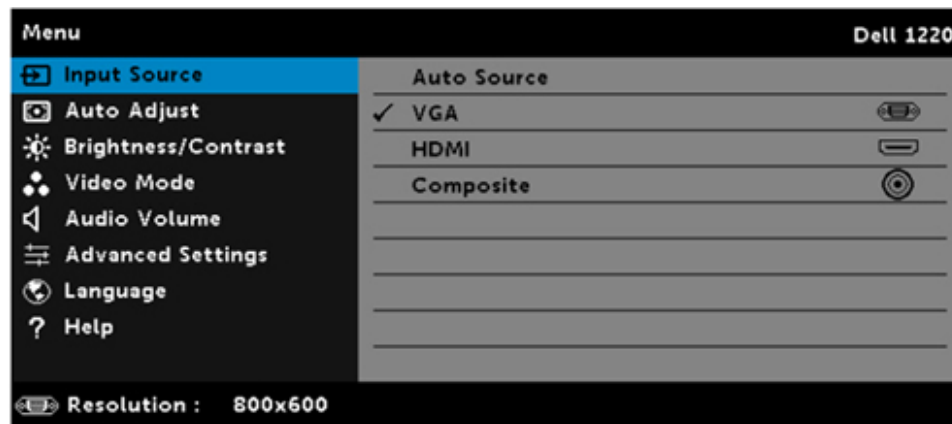 Menu Dell 1220
Input Source
Auto Adjust
Brightness/Contrast
Video Mode
Audio Volume
Advanced Settings
Language
? Help
Auto Source
✓ VGA
HDMI
Composite
Resolution : 800x600